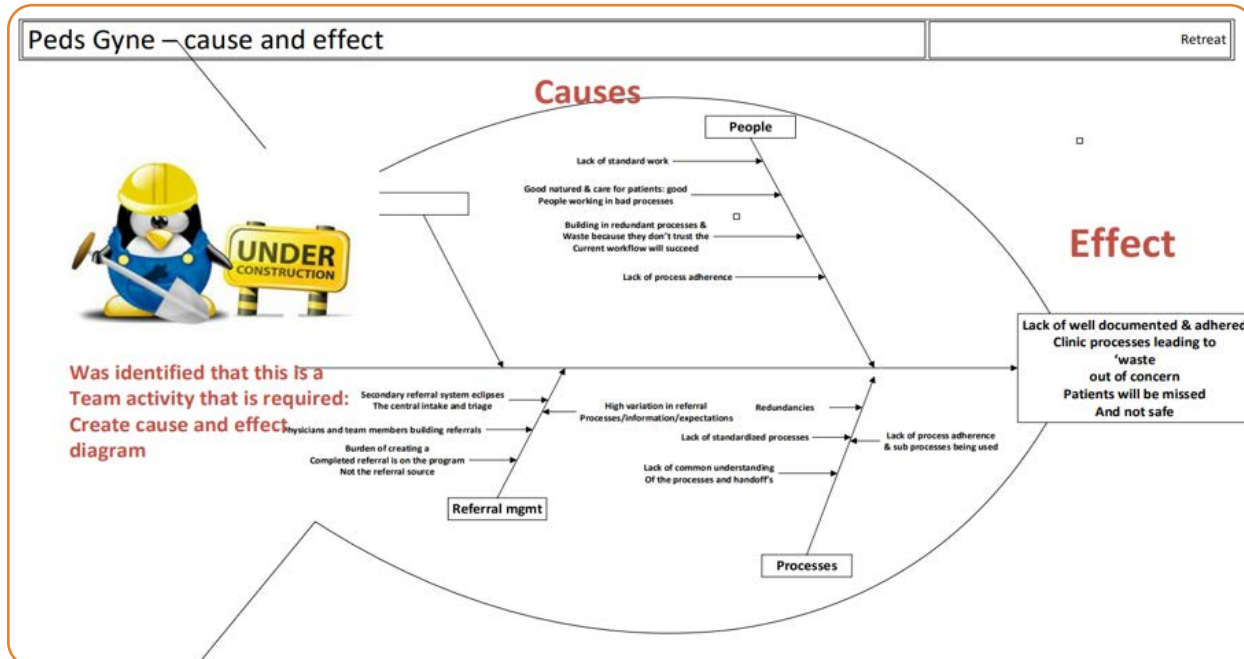 Peds Gyne – cause and effect
Retreat
Causes
People
Lack of standard work
Good natured & care for patients: good
People working in bad processes
Building in redundant processes &
Waste because they don't trust the
Current workflow will succeed
Lack of process adherence
UNDER
CONSTRUCTION
Effect
Lack of well documented & adhered
Clinic processes leading to
'waste
out of concern
Patients will be missed
And not safe
Was identified that this is a
Team activity that is required:
Create cause and effect
diagram
Secondary referral system eclipses
The central intake and triage
High variation in referral
Processes/information/expectations
Physicians and team members building referrals
Burden of creating a
Completed referral is on the program
Not the referral source
Referral mgmt
Redundancies
Lack of standardized processes
Lack of process adherence
& sub processes being used
Lack of common understanding
Of the processes and handoff's
Processes